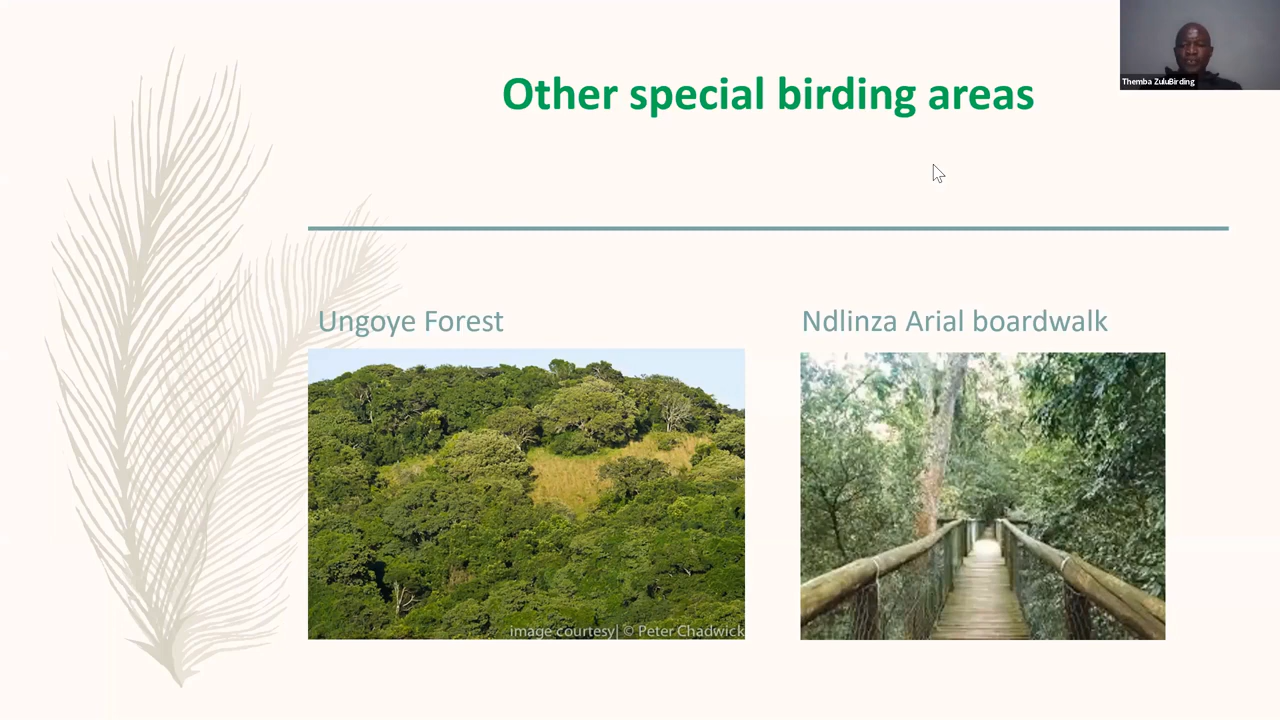 Themba ZuluBirding
Other special birding areas
Ungoye Forest
Ndlinza Arial boardwalk
image courtesy| © Peter Chadwick